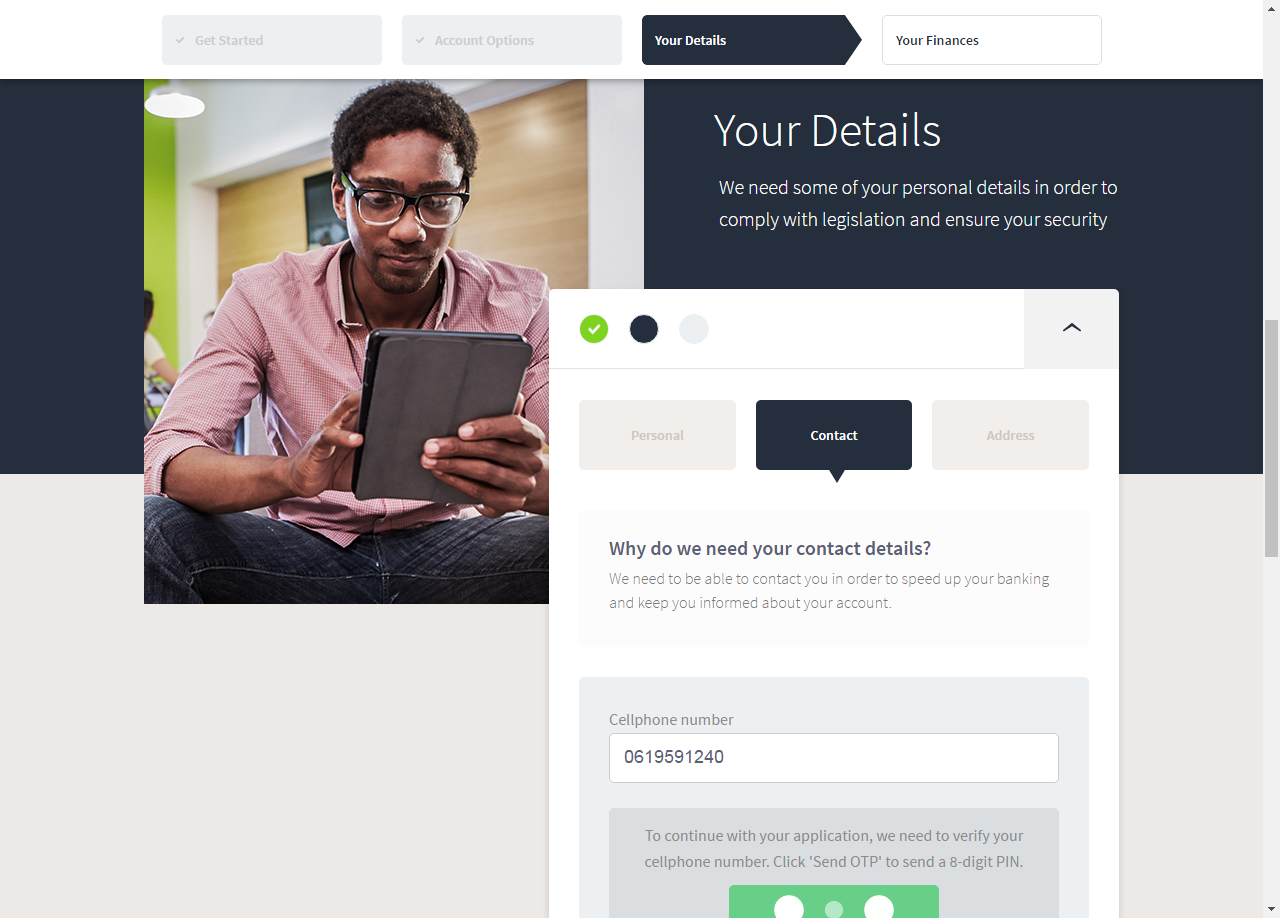 Get Started
Account Options
Your Details
Your Finances
Your Details
We need some of your personal details in order to
comply with legislation and ensure your security
Personal
Contact
Address
Why do we need your contact details?
We need to be able to contact you in order to speed up your banking
and keep you informed about your account.
Cellphone number
0619591240
To continue with your application, we need to verify your
cellphone number. Click 'Send OTP' to send a 8-digit PIN.